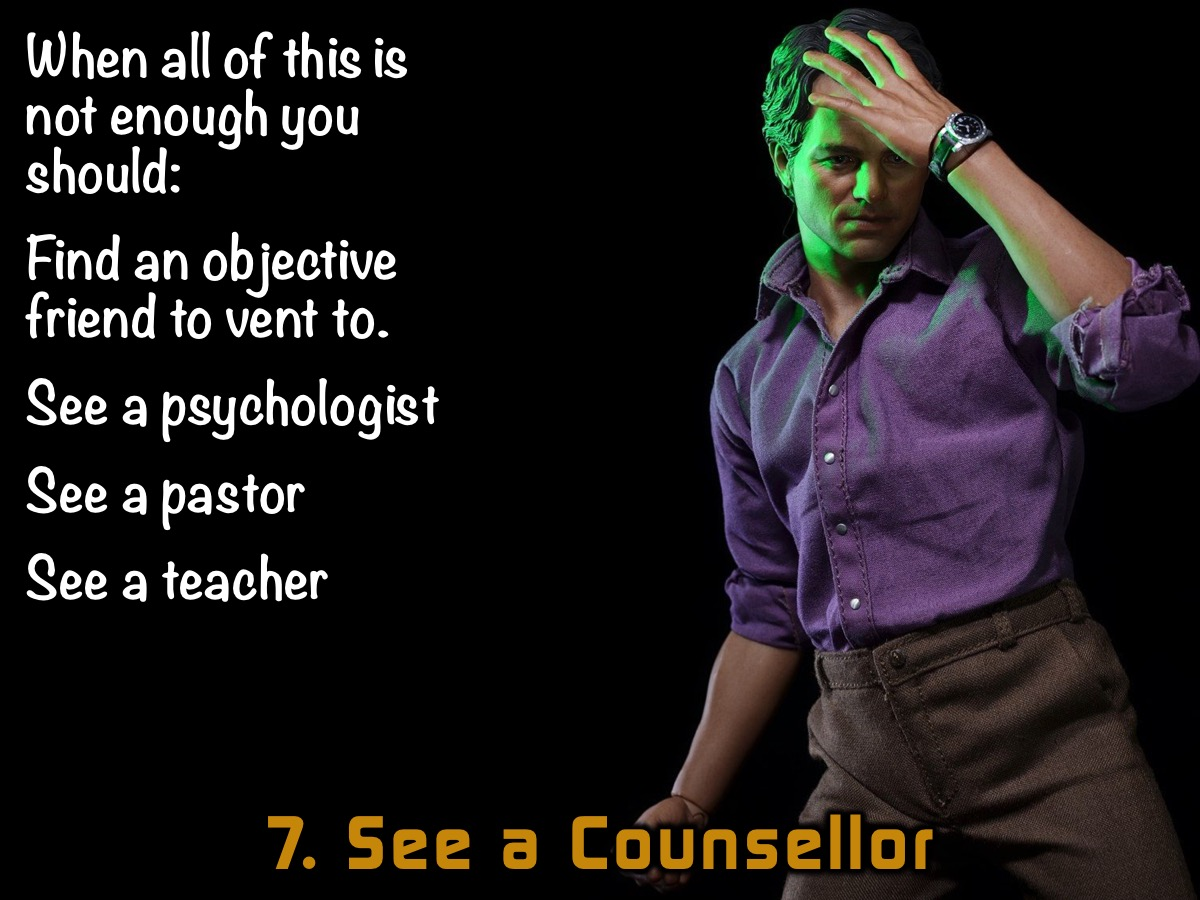 When all of this is
not enough you
should:
Find an objective
friend to vent to.
See a psychologist
See a pastor
See a teacher
7. See a Counsellor